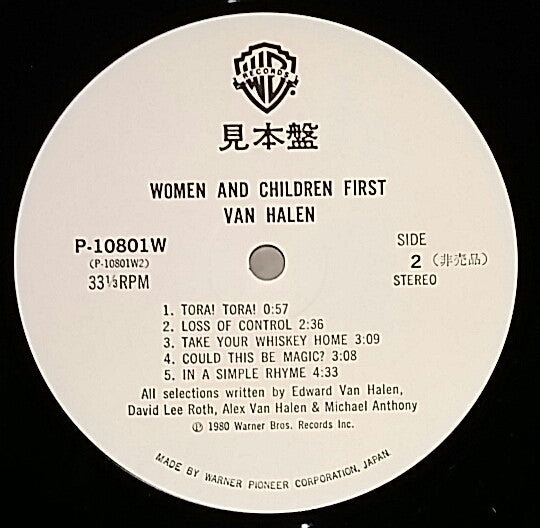 WB RECORDS ®
見本盤
WOMEN AND CHILDREN FIRST
VAN HALEN
P-10801W
(P-10801W2)
33⅓RPM
SIDE
2 (非売品)
STEREO
1. TORA! TORA! 0:57
2. LOSS OF CONTROL 2:36
3. TAKE YOUR WHISKEY HOME 3:09
4. COULD THIS BE MAGIC? 3:08
5. IN A SIMPLE RHYME 4:33
All selections written by Edward Van Halen,
David Lee Roth, Alex Van Halen & Michael Anthony
℗ 1980 Warner Bros. Records Inc.
MADE BY WARNER PIONEER CORPORATION, JAPAN.